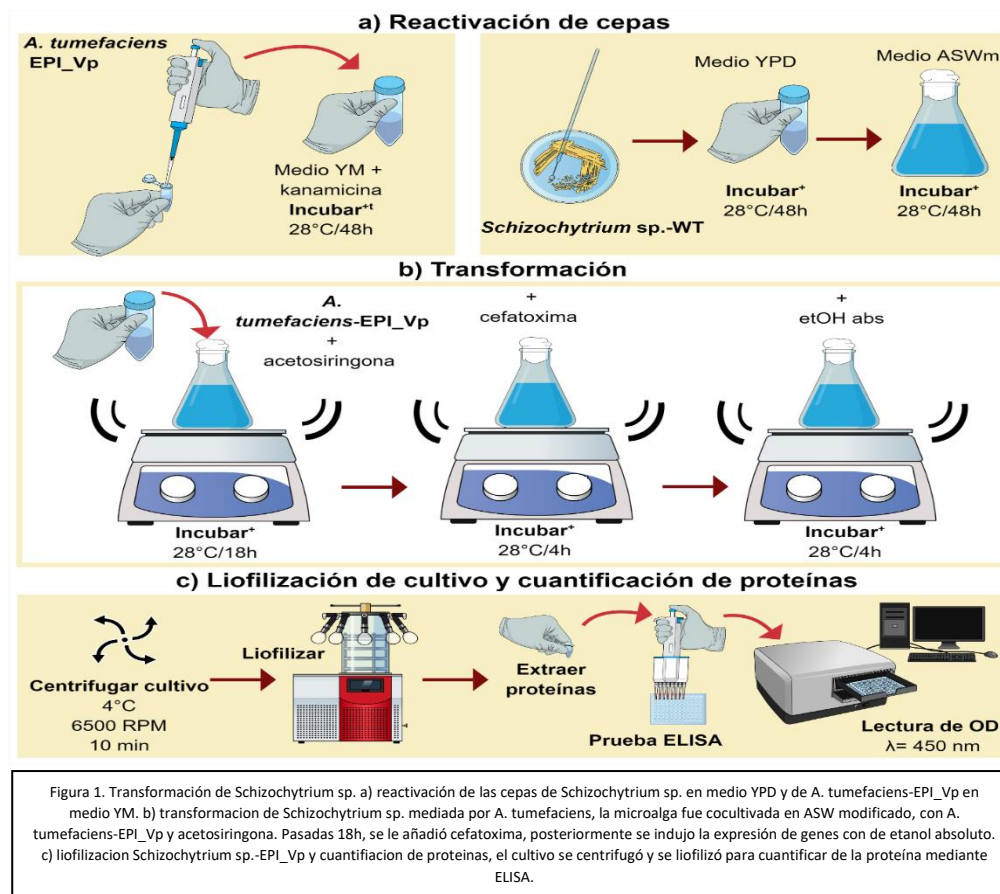 a) Reactivación de cepas
A. tumefaciens
EPI_Vp
Medio YM +
kanamicina
Incubar⁺ᵗ
28°C/48h
Schizochytrium sp.-WT
Medio YPD
Incubar⁺
28°C/48h
Medio ASWm
Incubar⁺
28°C/48h
b) Transformación
A.
tumefaciens-EPI_Vp
+
acetosiringona
Incubar⁺
28°C/18h
+
cefatoxima
Incubar⁺
28°C/4h
+
etOH abs
Incubar⁺
28°C/4h
c) Liofilización de cultivo y cuantificación de proteínas
Centrifugar cultivo
4°C
6500 RPM
10 min
Liofilizar
Extraer
proteínas
Prueba ELISA
Lectura de OD
λ= 450 nm
Figura 1. Transformación de Schizochytrium sp. a) reactivación de las cepas de Schizochytrium sp. en medio YPD y de A. tumefaciens-EPI_Vp en
medio YM. b) transformacion de Schizochytrium sp. mediada por A. tumefaciens, la microalga fue cocultivada en ASW modificado, con A.
tumefaciens-EPI_Vp y acetosiringona. Pasadas 18h, se le añadió cefatoxima, posteriormente se indujo la expresión de genes con de etanol absoluto.
c) liofilizacion Schizochytrium sp.-EPI_Vp y cuantifiacion de proteinas, el cultivo se centrifugó y se liofilizó para cuantificar de la proteína mediante
ELISA.